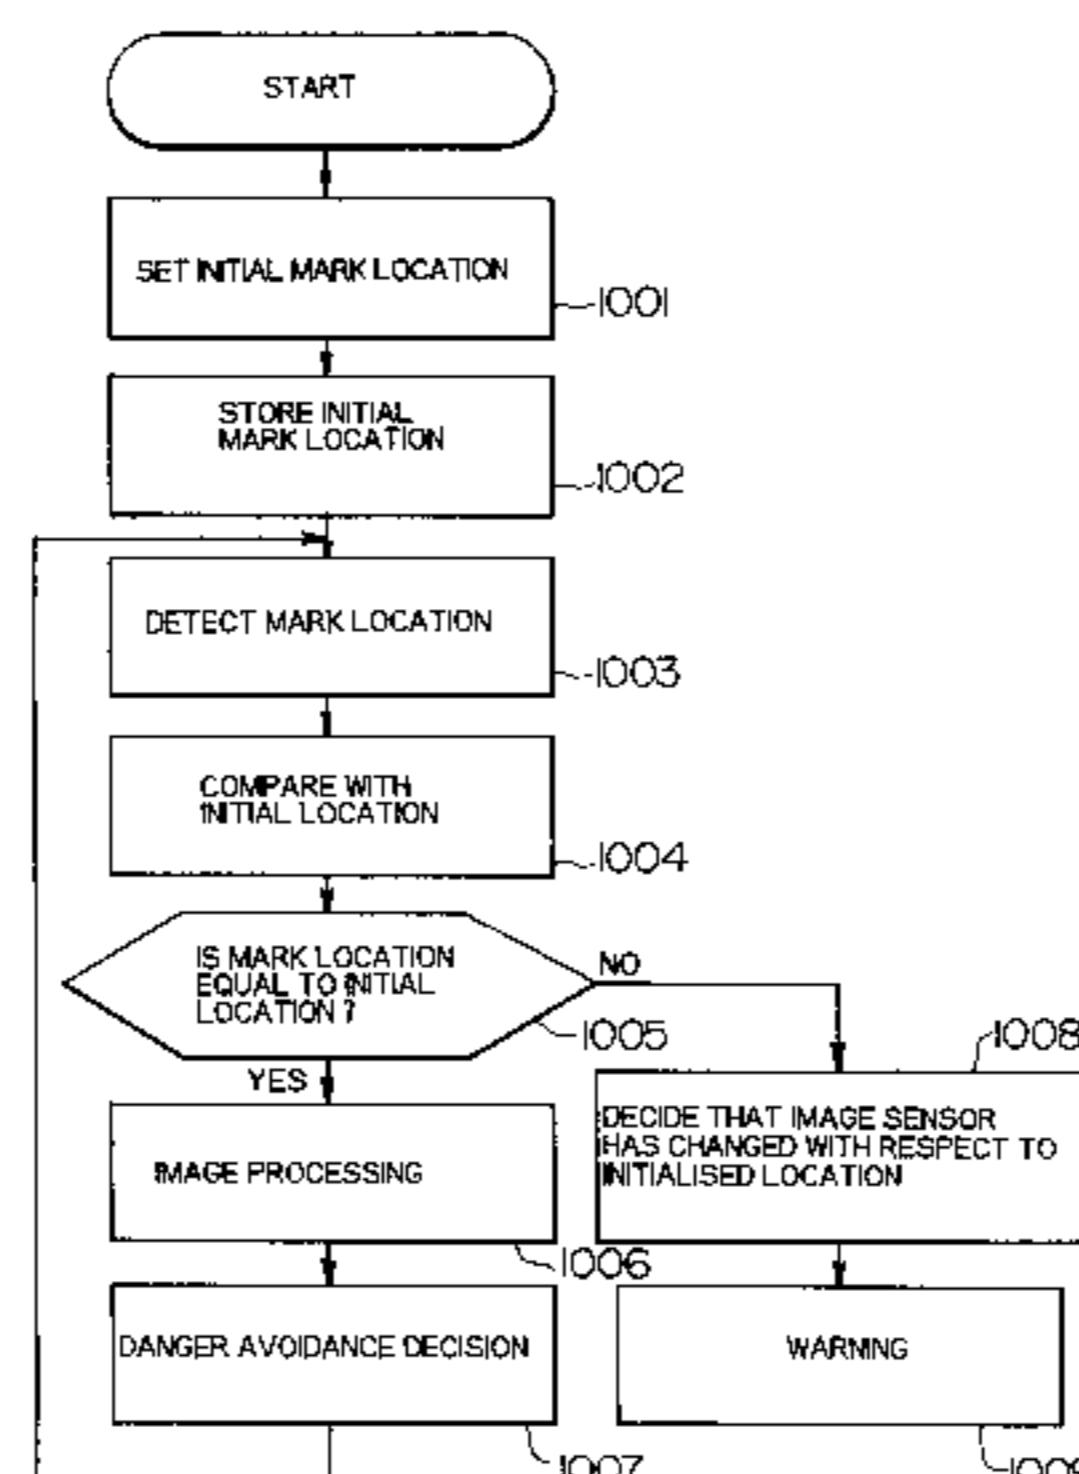 START
SET INITIAL MARK LOCATION
1001
STORE INITIAL
MARK LOCATION
1002
DETECT MARK LOCATION
1003
COMPARE WITH
INITIAL LOCATION
1004
IS MARK LOCATION
EQUAL TO INITIAL
LOCATION ?
NO
1005
YES
1008
IMAGE PROCESSING
1006
DECIDE THAT IMAGE SENSOR
HAS CHANGED WITH RESPECT TO
INITIALISED LOCATION
DANGER AVOIDANCE DECISION
1007
WARNING
1009